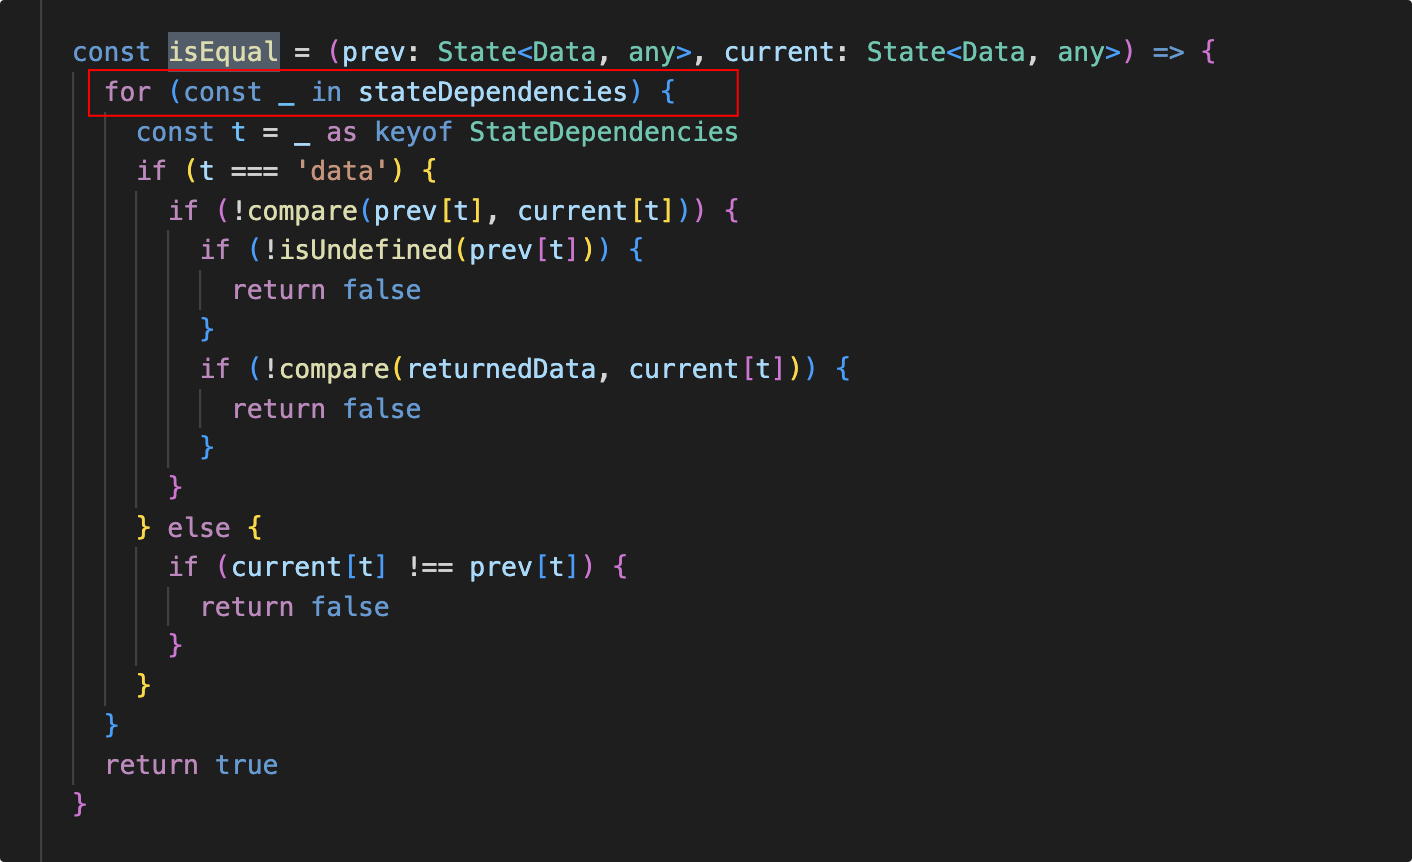 const isEqual = (prev: State<Data, any>, current: State<Data, any>) => {
for (const _ in stateDependencies) {
const t = _ as keyof StateDependencies
if (t === 'data') {
if (!compare(prev[t], current[t])) {
if (!isUndefined(prev[t])) {
return false
}
if (!compare(returnedData, current[t])) {
return false
}
}
} else {
if (current[t] !== prev[t]) {
return false
}
}
}
return true
}